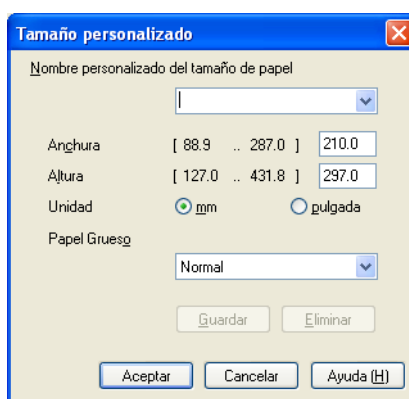 Tamaño personalizado
Nombre personalizado del tamaño de papel
Anchura [ 88.9 .. 287.0 ] 210.0
Altura [ 127.0 .. 431.8 ] 297.0
Unidad mm pulgada
Papel Grueso
Normal
Guardar Eliminar
Aceptar Cancelar Ayuda (H)